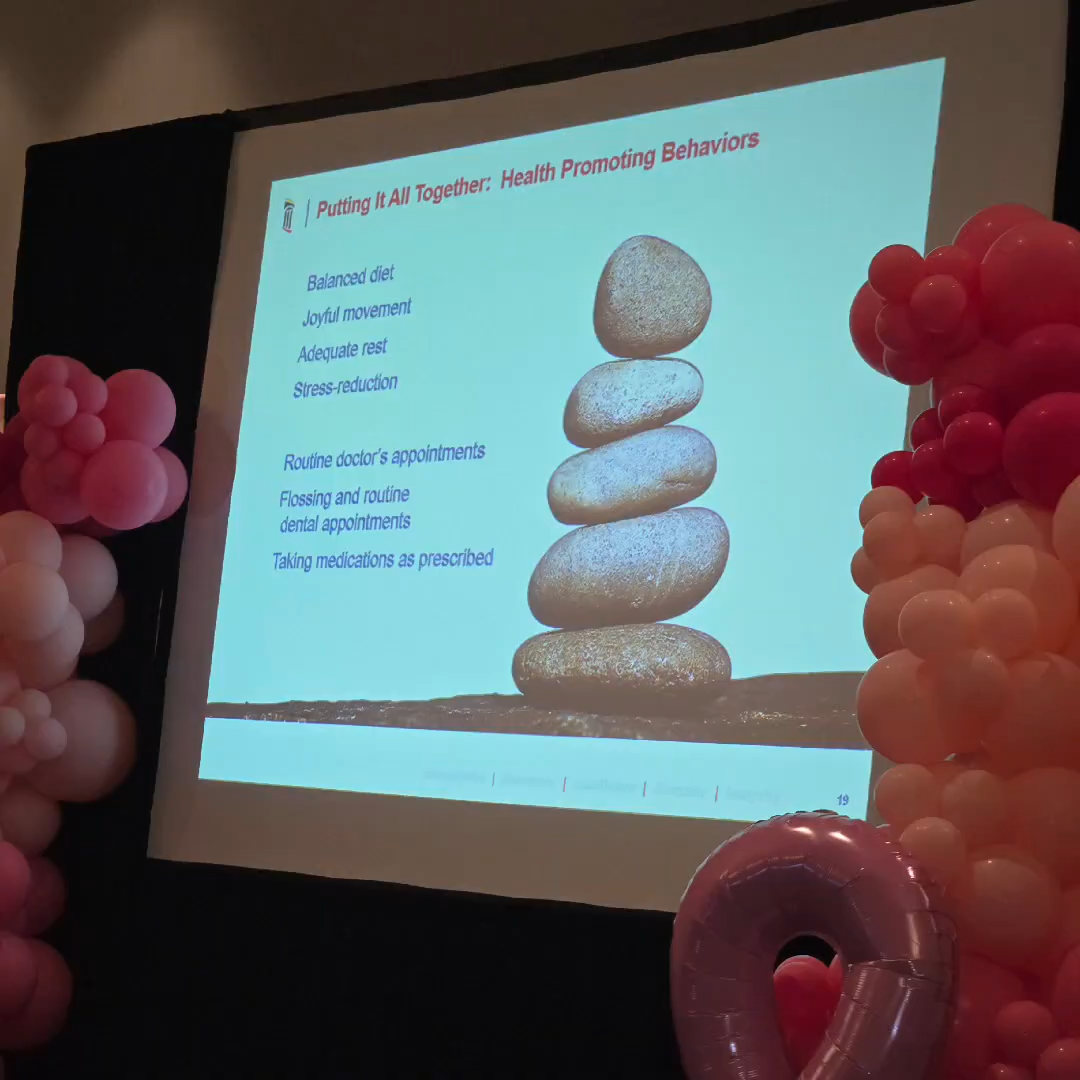 Putting It All Together: Health Promoting Behaviors
Balanced diet
Joyful movement
Adequate rest
Stress-reduction
Routine doctor's appointments
Flossing and routine
dental appointments
Taking medications as prescribed
19